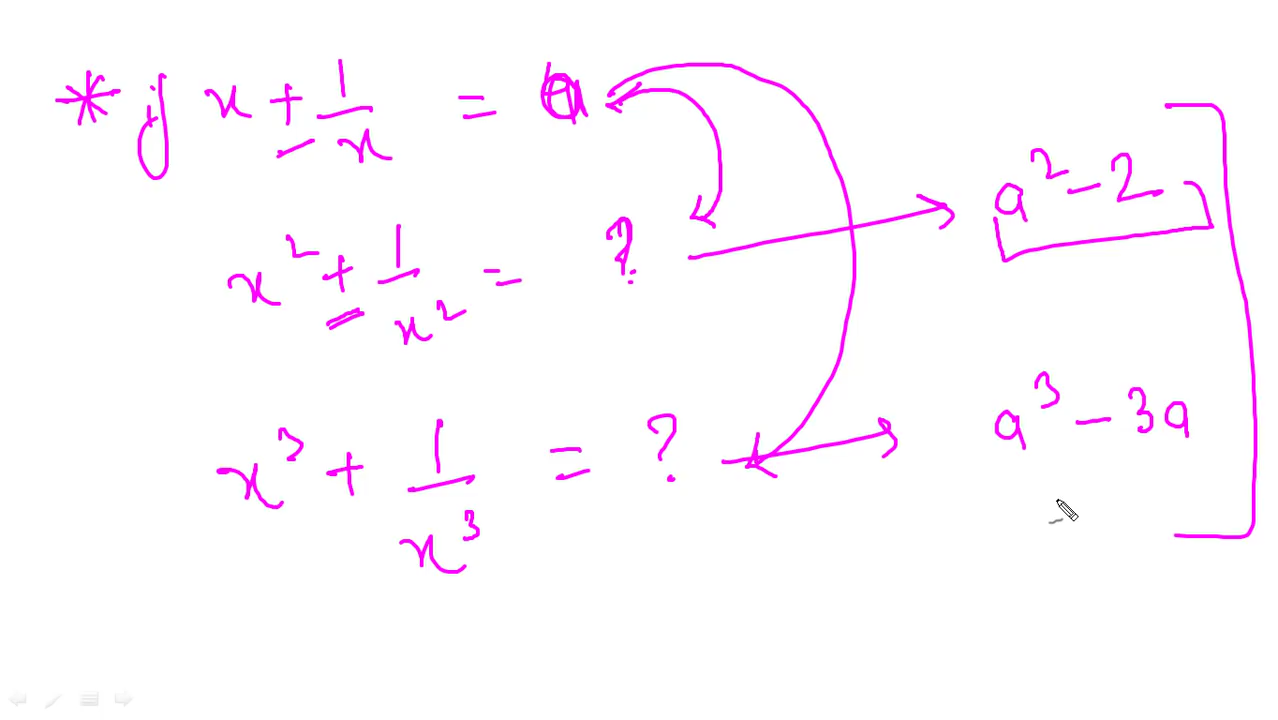 * if x + 1/x = a
x² + 1/x² = ? → a² - 2
x³ + 1/x³ = ? → a³ - 3a